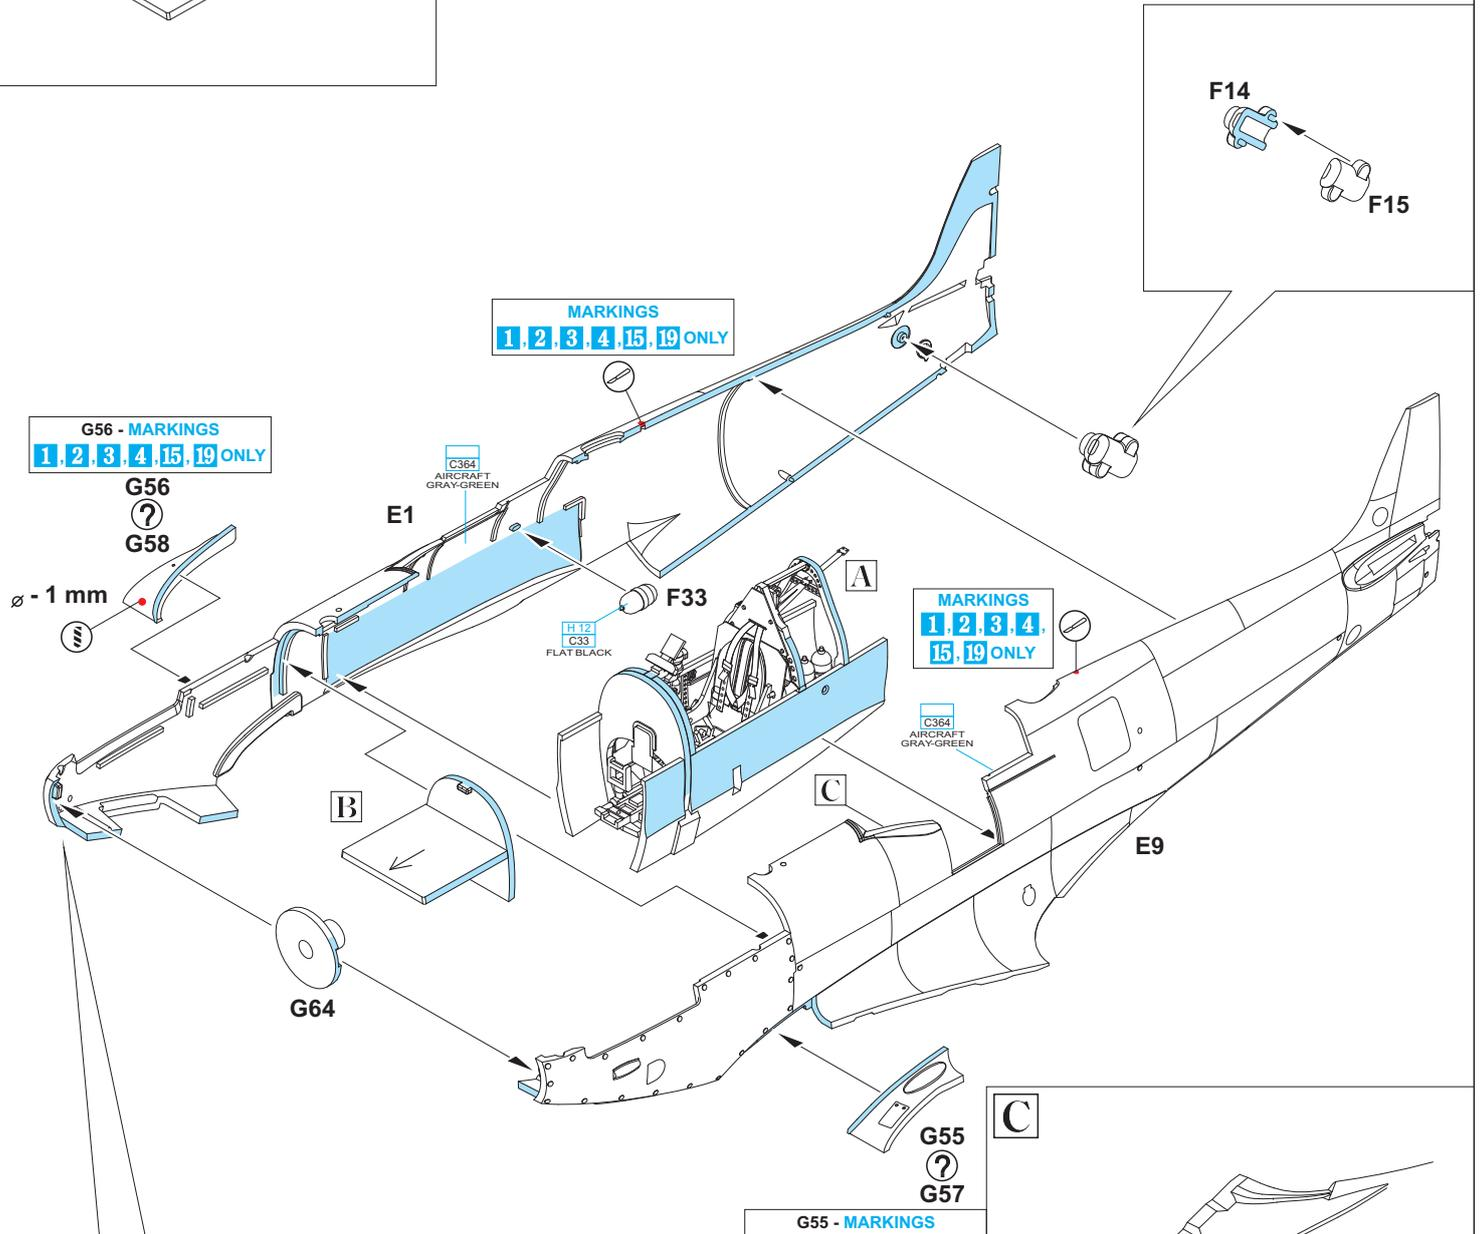 F14
F15
MARKINGS
1, 2, 3, 4, 15, 19 ONLY
G56 - MARKINGS
1, 2, 3, 4, 15, 19 ONLY
G56
?
G58
⌀ - 1 mm
C364
AIRCRAFT
GRAY-GREEN
E1
F33
H 12
C33
FLAT BLACK
A
MARKINGS
1, 2, 3, 4,
15, 19 ONLY
C364
AIRCRAFT
GRAY-GREEN
B
C
E9
G64
G55
?
G57
G55 - MARKINGS
C